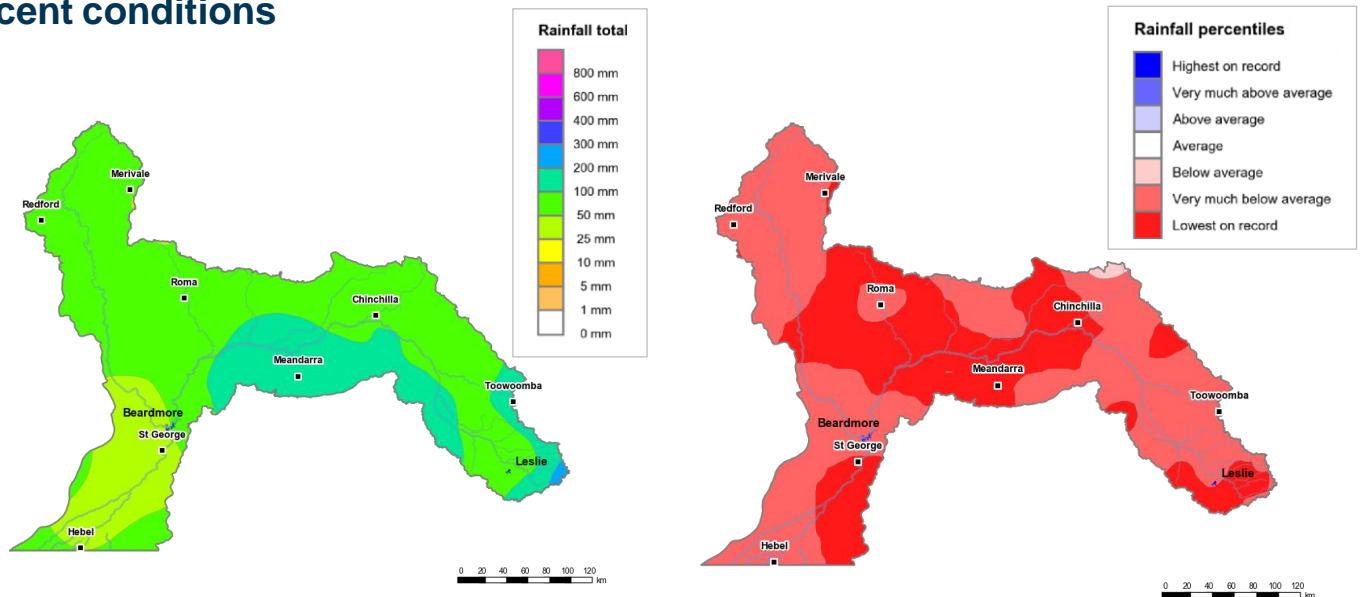 cent conditions
Rainfall total
800 mm
600 mm
400 mm
300 mm
200 mm
100 mm
50 mm
25 mm
10 mm
5 mm
1 mm
0 mm
Merivale
Redford
Roma
Chinchilla
Meandarra
Toowoomba
Beardmore
St George
Leslie
Hebel
0 20 40 60 80 100 120
km
Rainfall percentiles
Highest on record
Very much above average
Above average
Average
Below average
Very much below average
Lowest on record
Merivale
Redford
Roma
Chinchilla
Meandarra
Toowoomba
Beardmore
St George
Leslie
Hebel
0 20 40 60 80 100 120
km